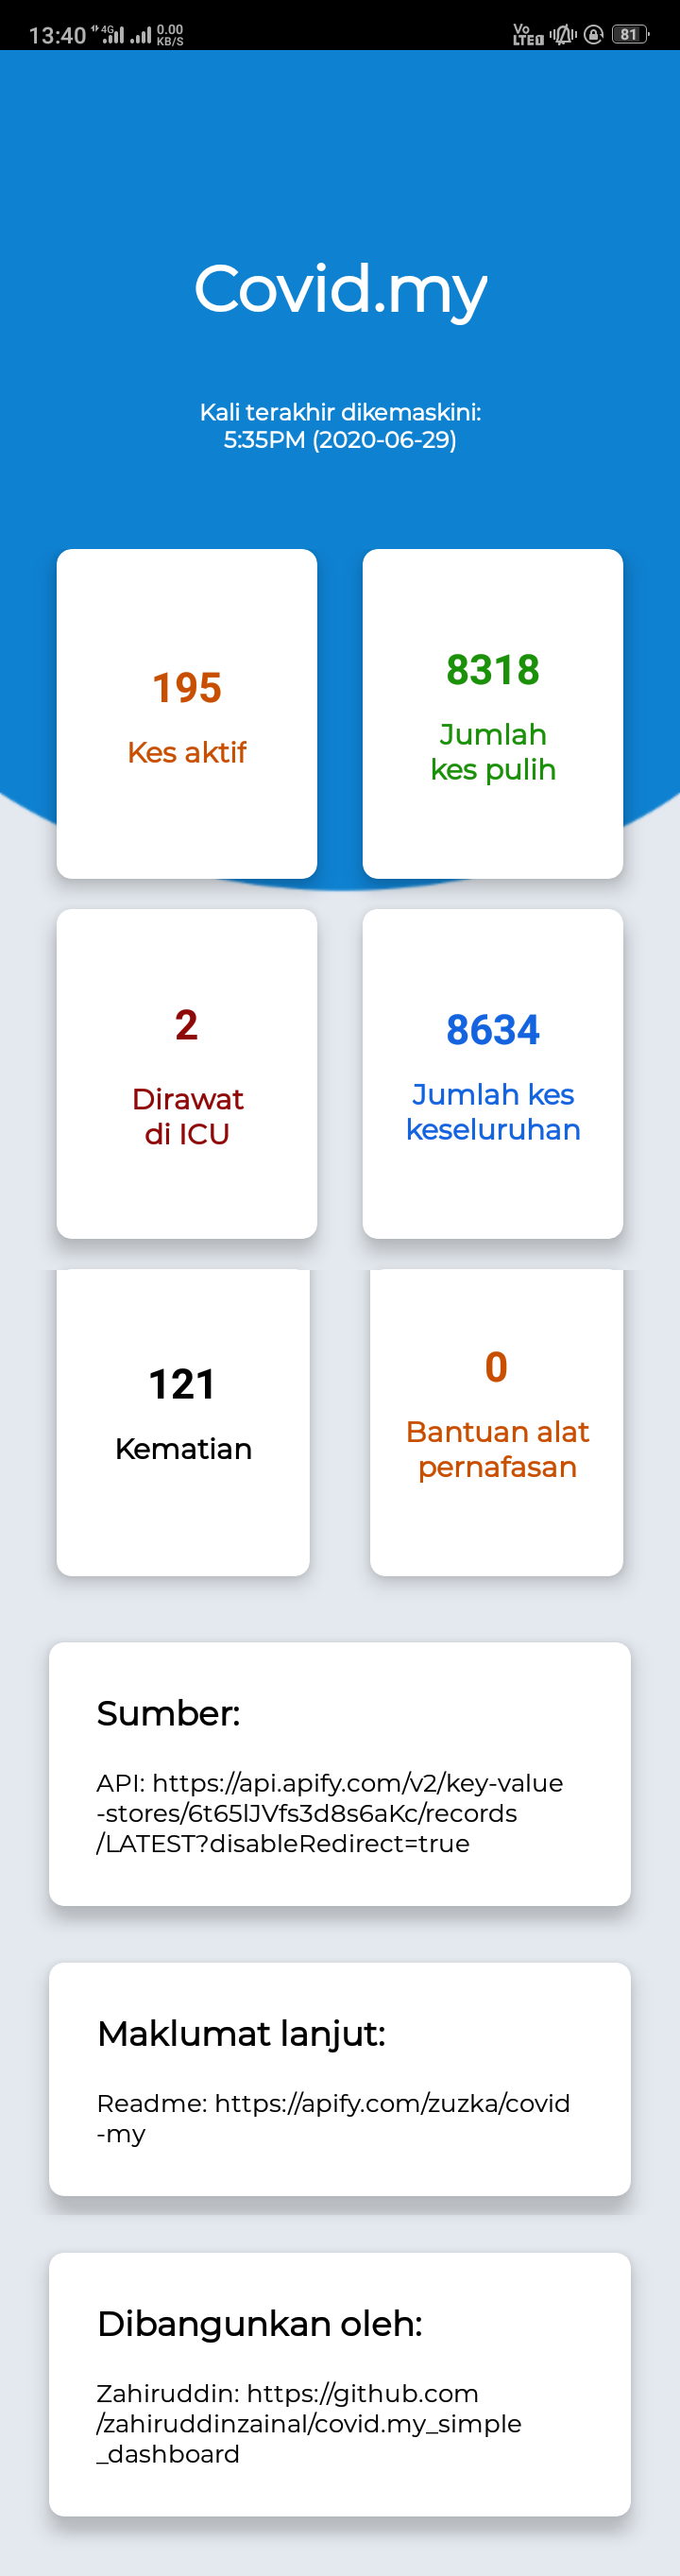 13:40 4G 0.00 KB/S Vo LTE 81
Covid.my
Kali terakhir dikemaskini:
5:35PM (2020-06-29)
195
Kes aktif
8318
Jumlah
kes pulih
2
Dirawat
di ICU
8634
Jumlah kes
keseluruhan
121
Kematian
0
Bantuan alat
pernafasan
Sumber:
API: https://api.apify.com/v2/key-value
-stores/6t65lJVfs3d8s6aKc/records
/LATEST?disableRedirect=true
Maklumat lanjut:
Readme: https://apify.com/zuzka/covid
-my
Dibangunkan oleh:
Zahiruddin: https://github.com
/zahiruddinzainal/covid.my_simple
_dashboard